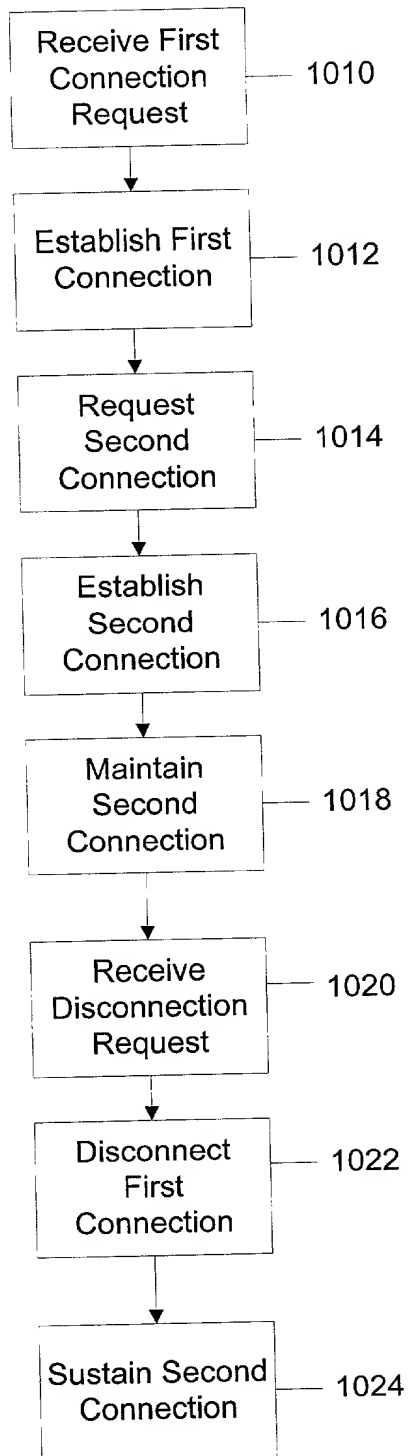 Receive First
Connection
Request
1010
Establish First
Connection
1012
Request
Second
Connection
1014
Establish
Second
Connection
1016
Maintain
Second
Connection
1018
Receive
Disconnection
Request
1020
Disconnect
First
Connection
1022
Sustain Second
Connection
1024